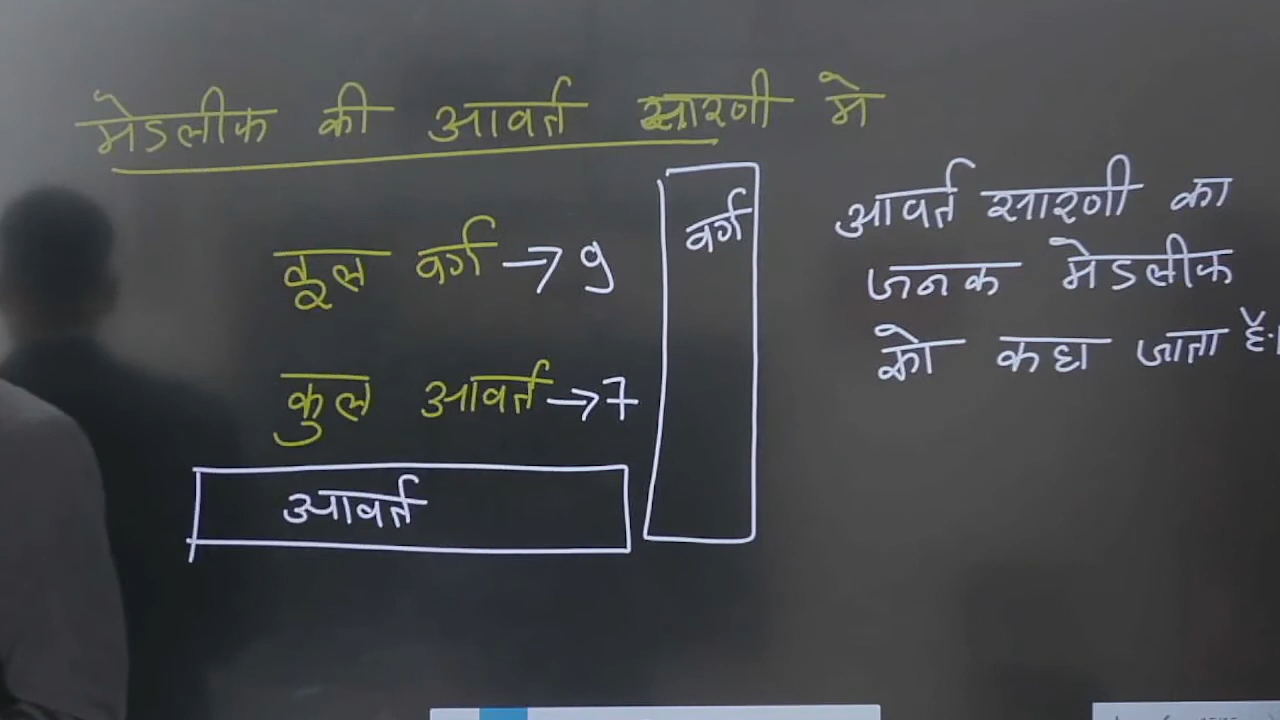 मेडलीफ की आवर्त सारणी मे
कुल वर्ग → 9
कुल आवर्त → 7
आवर्त
वर्ग
आवर्त सारणी का
जनक मेडलीफ
को कहा जाता है।